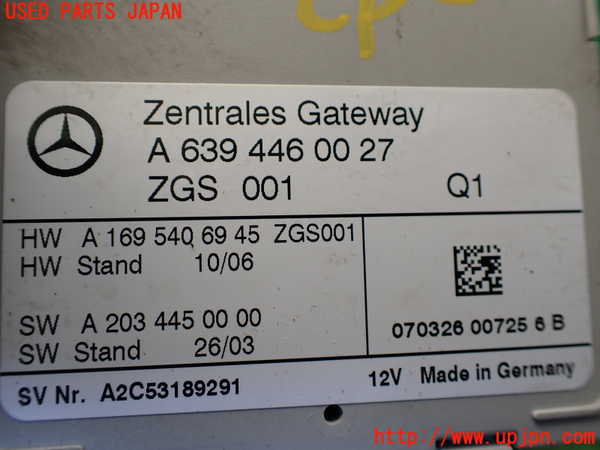 USED PARTS JAPAN
Zentrales Gateway
A 639 446 00 27
ZGS 001 Q1
HW A 169 540 69 45 ZGS001
HW Stand 10/06
SW A 203 445 00 00
SW Stand 26/03
070326 00725 6 B
SV Nr. A2C53189291 12V Made in Germany
http://www.upjpn.com